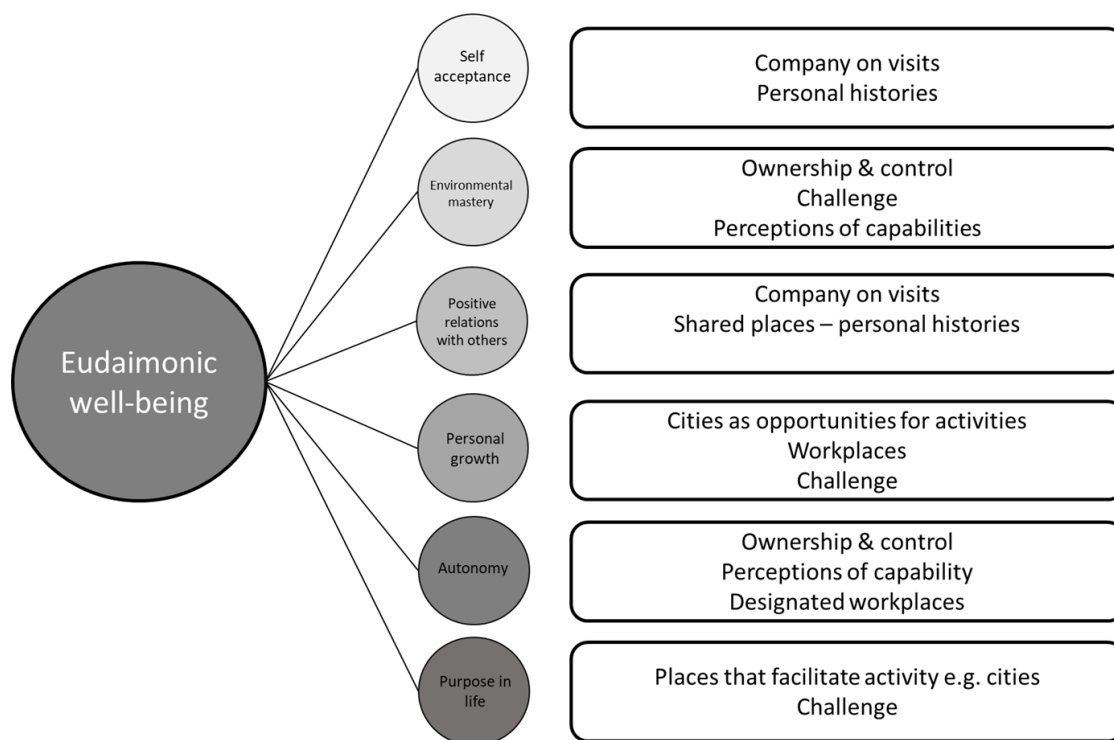 Eudaimonic
well-being
Self
acceptance
Company on visits
Personal histories
Environmental
mastery
Ownership & control
Challenge
Perceptions of capabilities
Positive
relations
with others
Company on visits
Shared places – personal histories
Personal
growth
Cities as opportunities for activities
Workplaces
Challenge
Autonomy
Ownership & control
Perceptions of capability
Designated workplaces
Purpose in
life
Places that facilitate activity e.g. cities
Challenge